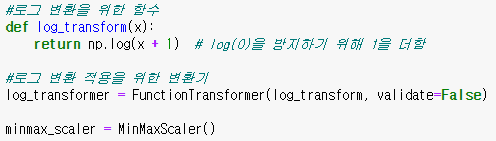 #로그 변환을 위한 함수
def log_transform(x):
    return np.log(x + 1)  # log(0)을 방지하기 위해 1을 더함
#로그 변환 적용을 위한 변환기
log_transformer = FunctionTransformer(log_transform, validate=False)
minmax_scaler = MinMaxScaler()